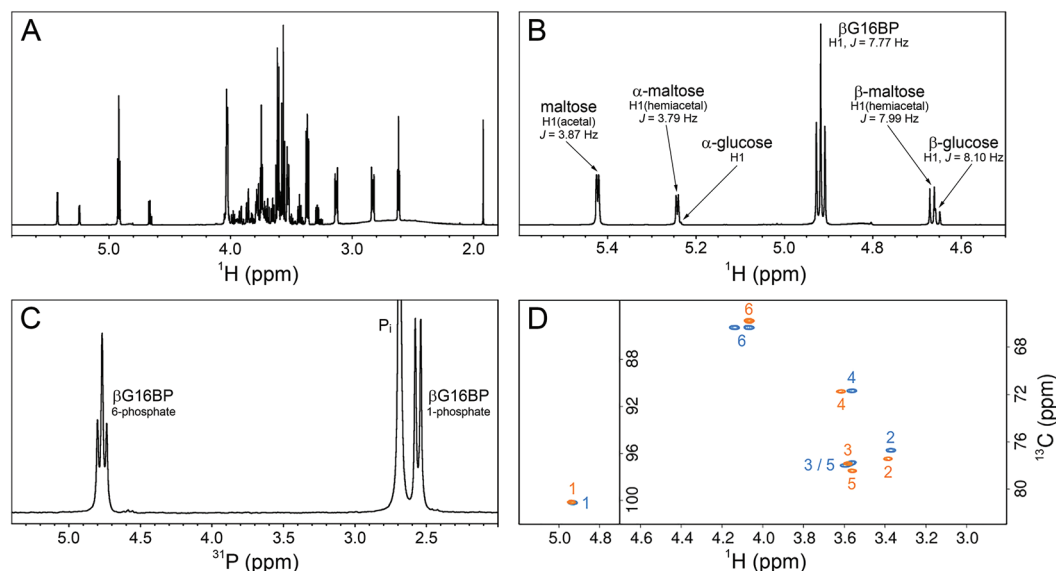 A
4.0
3.0
2.0
5.0
¹H (ppm)
B
βG16BP
H1, J = 7.77 Hz
maltose
H1(acetal)
J = 3.87 Hz
α-maltose
H1(hemiacetal)
J = 3.79 Hz
α-glucose
H1
β-maltose
H1(hemiacetal)
J = 7.99 Hz
β-glucose
H1, J = 8.10 Hz
5.4
5.2
5.0
4.8
4.6
¹H (ppm)
C
Pi
βG16BP
6-phosphate
βG16BP
1-phosphate
5.0
4.5
4.0
3.5
3.0
2.5
³¹P (ppm)
D
6
6
4
4
2
2
3
3 / 5
5
1
1
88
92
96
100
68
72
76
80
¹³C (ppm)
5.0
4.8
4.2
4.0
3.8
3.6
3.4
3.2
3.0
¹H (ppm)